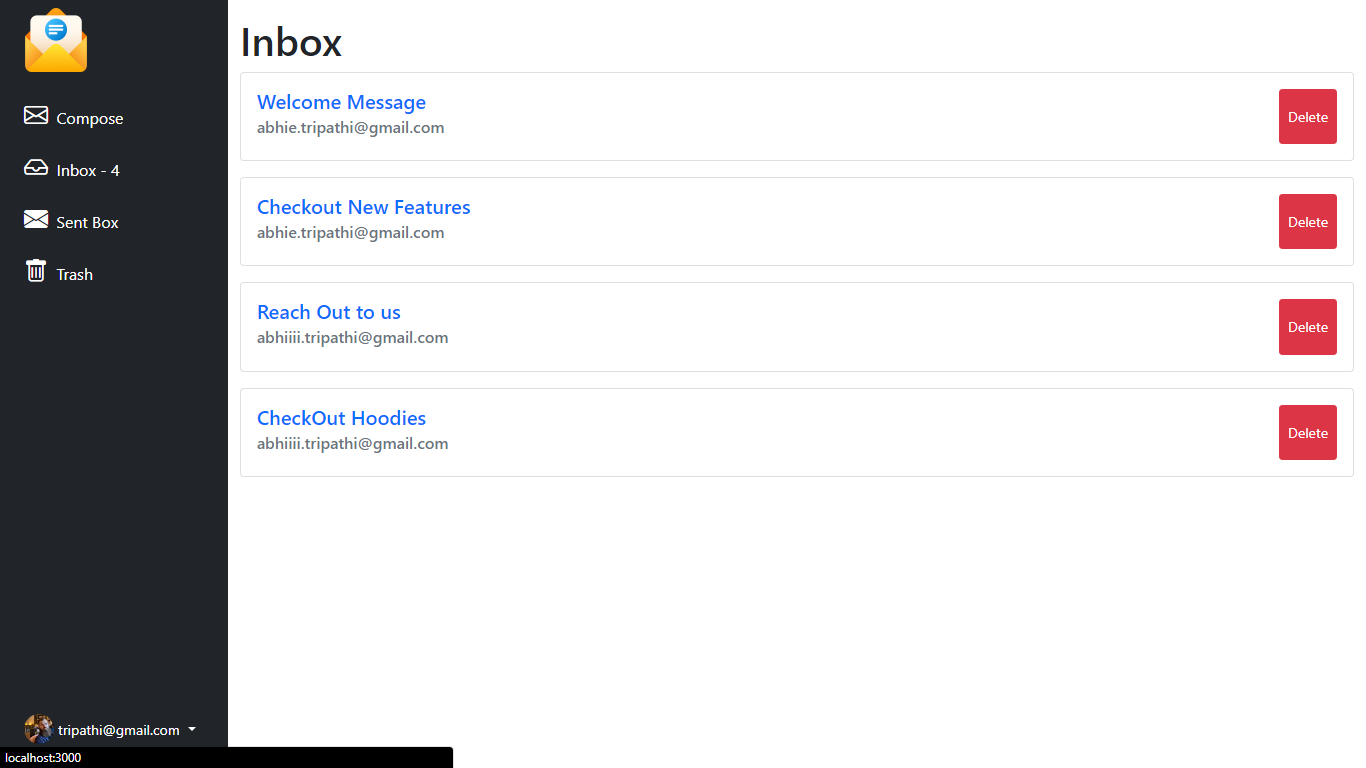 Compose
Inbox - 4
Sent Box
Trash
tripathi@gmail.com
Inbox
Welcome Message
abhie.tripathi@gmail.com
Delete
Checkout New Features
abhie.tripathi@gmail.com
Delete
Reach Out to us
abhiiii.tripathi@gmail.com
Delete
CheckOut Hoodies
abhiiii.tripathi@gmail.com
Delete
localhost:3000